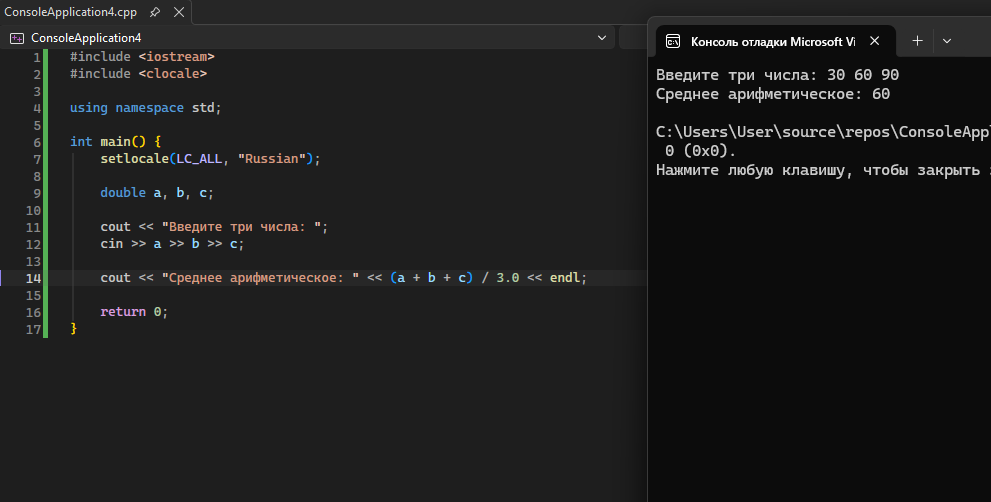 ConsoleApplication4.cpp
ConsoleApplication4
1 #include <iostream>
2 #include <clocale>
3
4 using namespace std;
5
6 int main() {
7 setlocale(LC_ALL, "Russian");
8
9 double a, b, c;
10
11 cout << "Введите три числа: ";
12 cin >> a >> b >> c;
13
14 cout << "Среднее арифметическое: " << (a + b + c) / 3.0 << endl;
15
16 return 0;
17 }
Консоль отладки Microsoft Vi
Введите три числа: 30 60 90
Среднее арифметическое: 60
C:\Users\User\source\repos\ConsoleAppl
0 (0x0).
Нажмите любую клавишу, чтобы закрыть